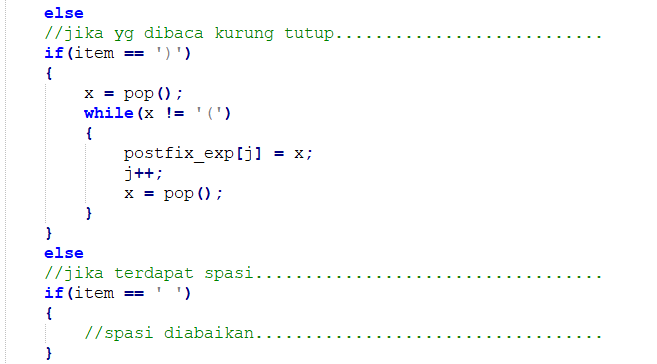 else
//jika yg dibaca kurung tutup...........................
if(item == ')')
{
x = pop();
while(x != '(')
{
postfix_exp[j] = x;
j++;
x = pop();
}
}
else
//jika terdapat spasi...................................
if(item == ' ')
{
//spasi diabaikan...................................
}